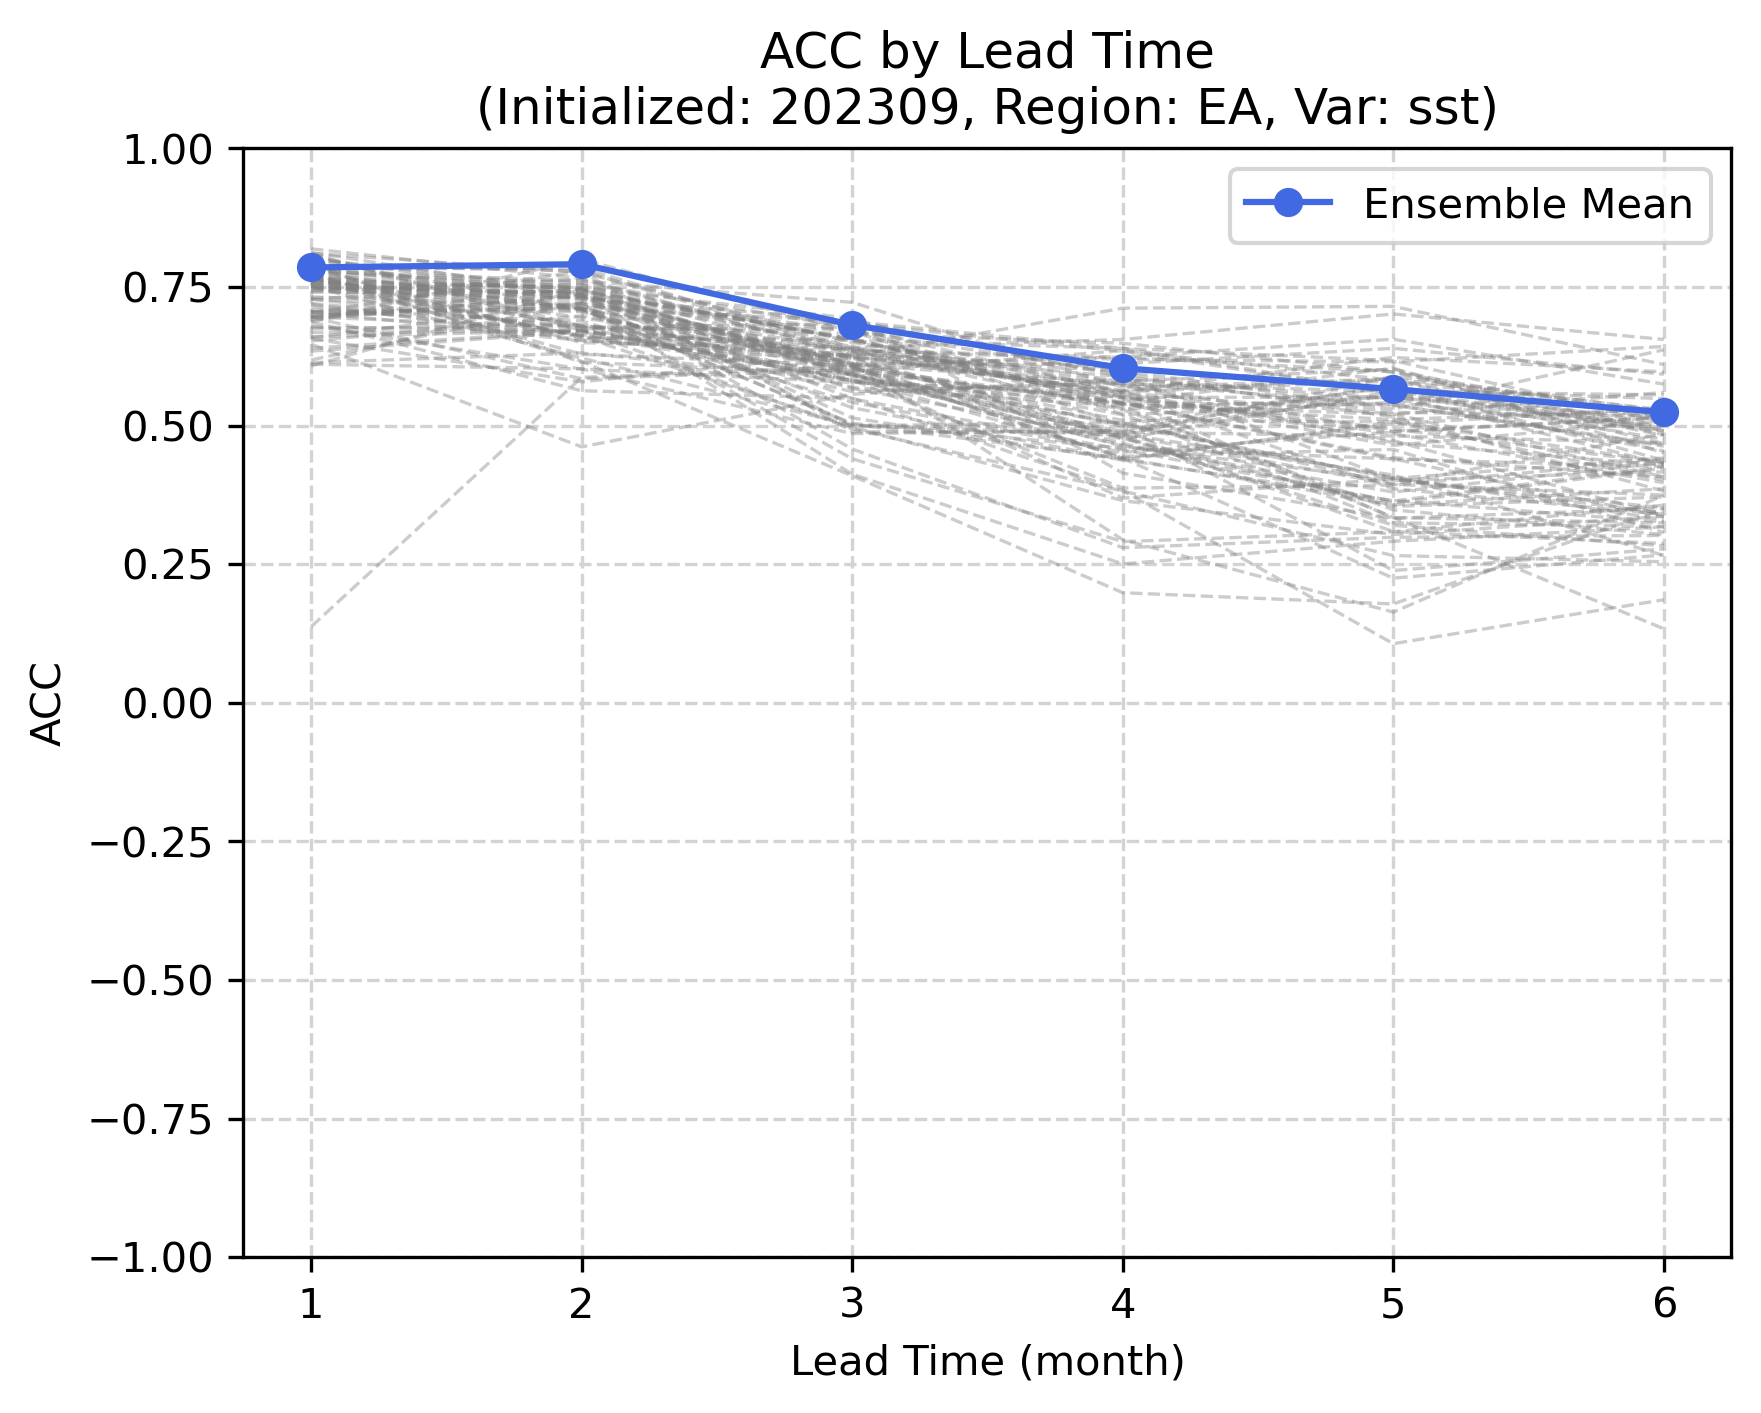 ACC by Lead Time
(Initialized: 202309, Region: EA, Var: sst)
Ensemble Mean
1.00
0.75
0.50
0.25
0.00
−0.25
−0.50
−0.75
−1.00
ACC
1 2 3 4 5 6
Lead Time (month)